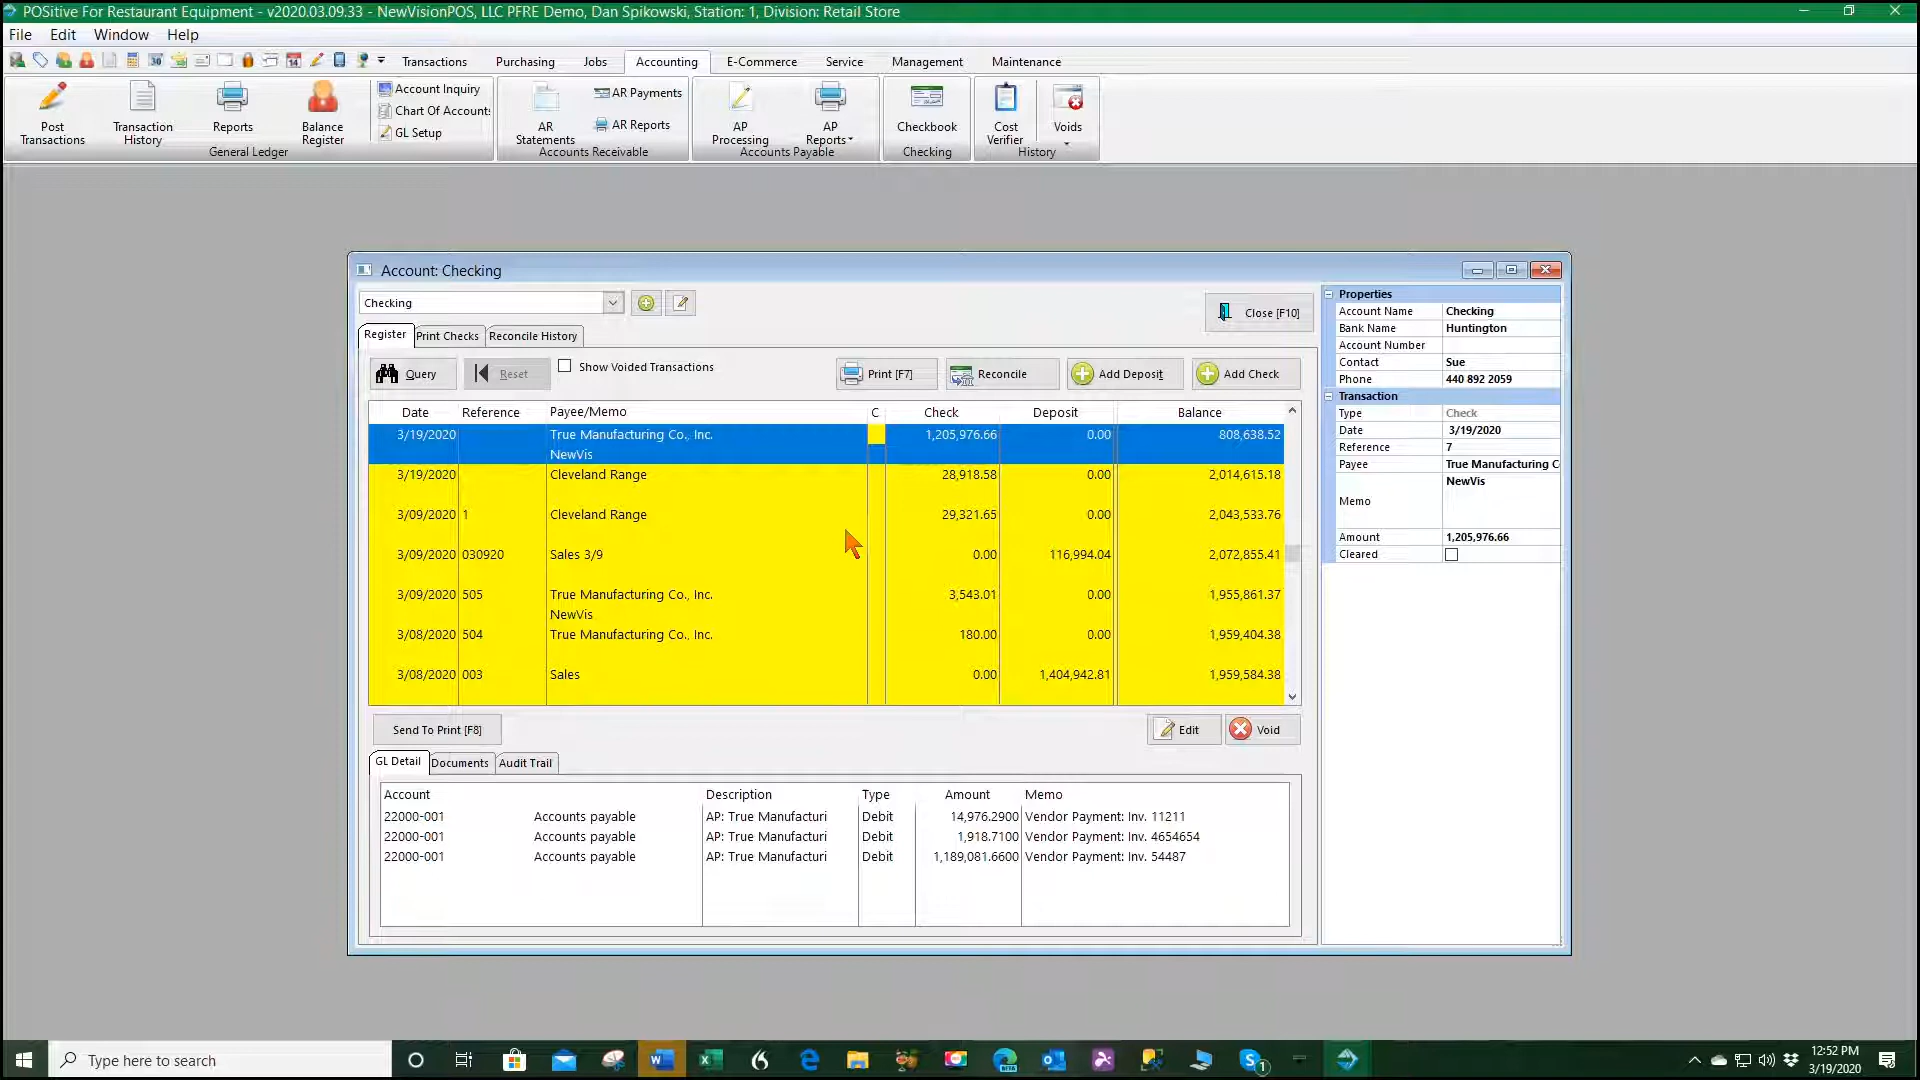 POSitive For Restaurant Equipment - v2020.03.09.33 - NewVisionPOS, LLC PFRE Demo, Dan Spikowski, Station: 1, Division: Retail Store
File Edit Window Help
Transactions Purchasing Jobs Accounting E-Commerce Service Management Maintenance
Post Transactions
Transaction History
Reports
Balance Register
Account Inquiry
Chart Of Accounts
GL Setup
General Ledger
AR Statements
AR Payments
AR Reports
Accounts Receivable
AP Processing
AP Reports
Accounts Payable
Checkbook
Checking
Cost Verifier
Voids
History
Account: Checking
Checking
Close [F10]
Register Print Checks Reconcile History
Query Reset Show Voided Transactions Print [F7] Reconcile Add Deposit Add Check
Date Reference Payee/Memo C Check Deposit Balance
3/19/2020 True Manufacturing Co., Inc. 1,205,976.66 0.00 808,638.52
NewVis
3/19/2020 Cleveland Range 28,918.58 0.00 2,014,615.18
3/09/2020 1 Cleveland Range 29,321.65 0.00 2,043,533.76
3/09/2020 030920 Sales 3/9 0.00 116,994.04 2,072,855.41
3/09/2020 505 True Manufacturing Co., Inc. 3,543.01 0.00 1,955,861.37
NewVis
3/08/2020 504 True Manufacturing Co., Inc. 180.00 0.00 1,959,404.38
3/08/2020 003 Sales 0.00 1,404,942.81 1,959,584.38
Send To Print [F8] Edit Void
GL Detail Documents Audit Trail
Account Description Type Amount Memo
22000-001 Accounts payable AP: True Manufacturi Debit 14,976.2900 Vendor Payment: Inv. 11211
22000-001 Accounts payable AP: True Manufacturi Debit 1,918.7100 Vendor Payment: Inv. 4654654
22000-001 Accounts payable AP: True Manufacturi Debit 1,189,081.6600 Vendor Payment: Inv. 54487
Properties
Account Name Checking
Bank Name Huntington
Account Number
Contact Sue
Phone 440 892 2059
Transaction
Type Check
Date 3/19/2020
Reference 7
Payee True Manufacturing C
Memo NewVis
Amount 1,205,976.66
Cleared
Type here to search
12:52 PM
3/19/2020